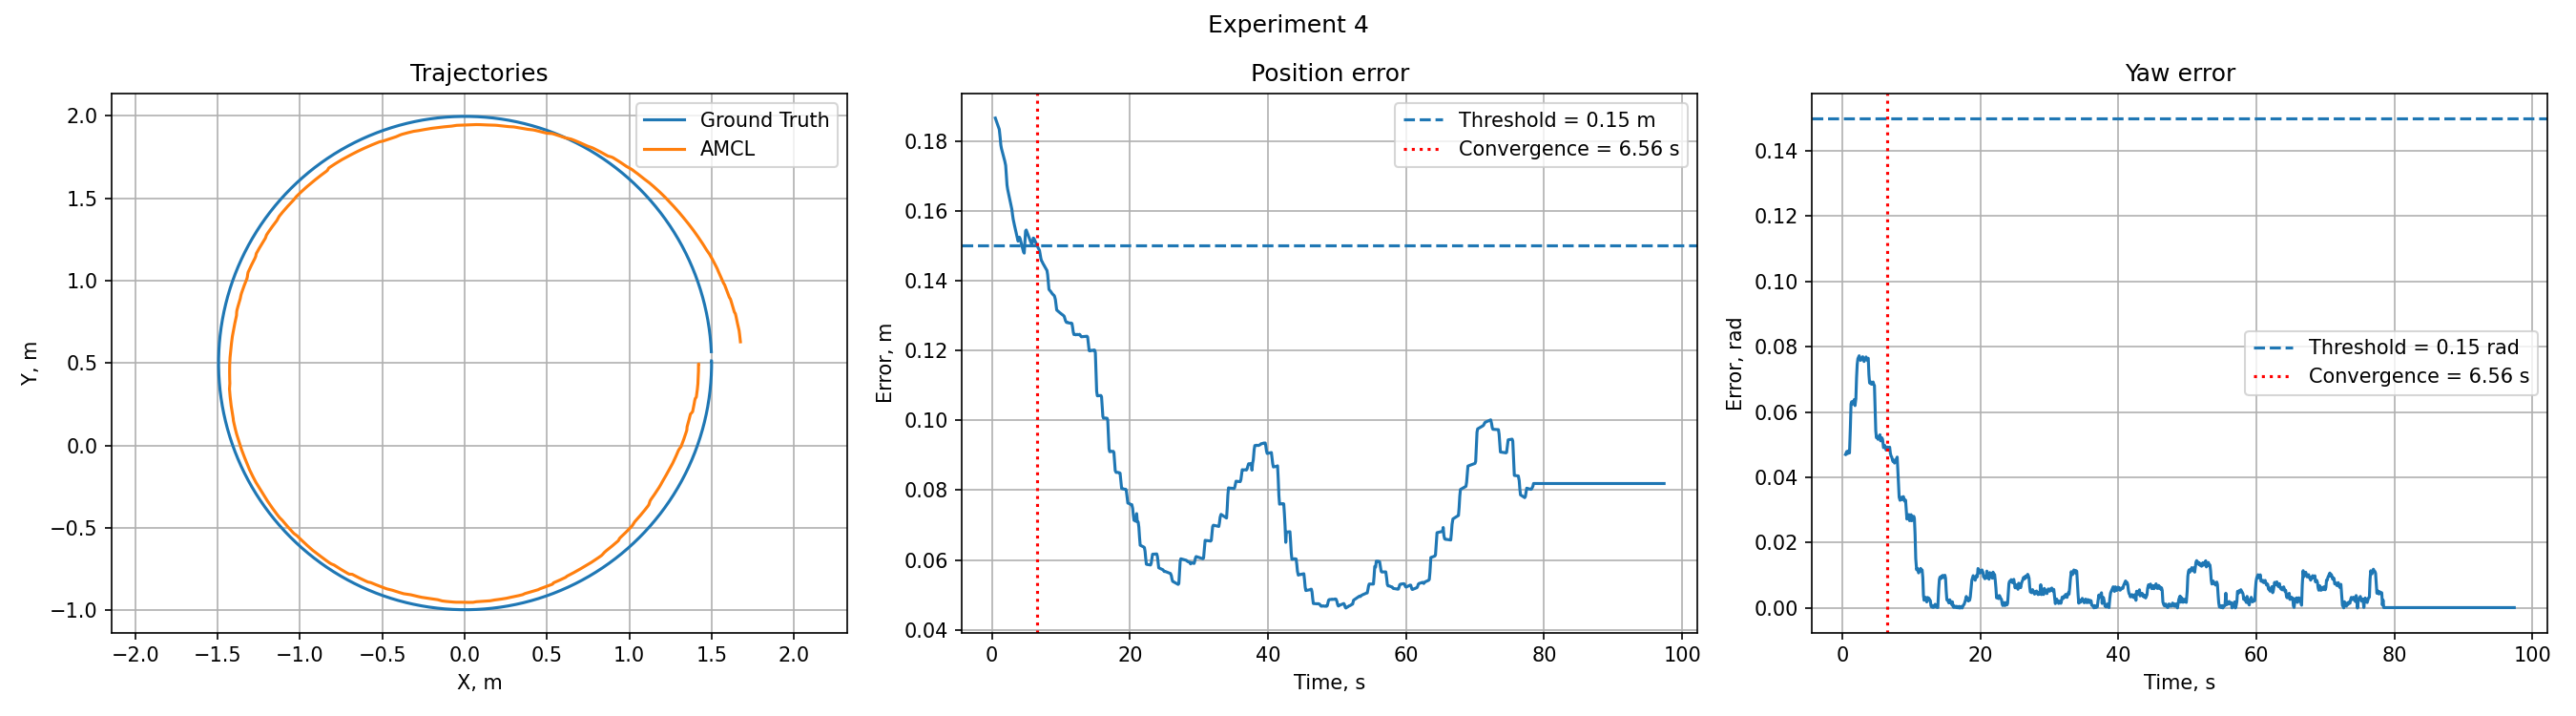 Experiment 4
Trajectories
2.0
1.5
1.0
0.5
0.0
−0.5
−1.0
Y, m
−2.0 −1.5 −1.0 −0.5 0.0 0.5 1.0 1.5 2.0
X, m
Ground Truth
AMCL
Position error
0.18
0.16
0.14
0.12
0.10
0.08
0.06
0.04
Error, m
0 20 40 60 80 100
Time, s
Threshold = 0.15 m
Convergence = 6.56 s
Yaw error
0.14
0.12
0.10
0.08
0.06
0.04
0.02
0.00
Error, rad
0 20 40 60 80 100
Time, s
Threshold = 0.15 rad
Convergence = 6.56 s